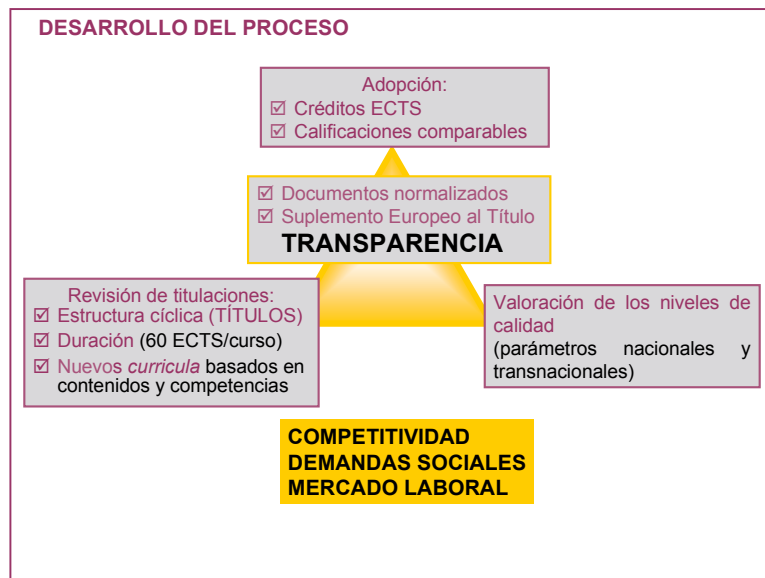 DESARROLLO DEL PROCESO
Adopción:
☑ Créditos ECTS
☑ Calificaciones comparables
☑ Documentos normalizados
☑ Suplemento Europeo al Título
TRANSPARENCIA
Revisión de titulaciones:
☑ Estructura cíclica (TÍTULOS)
☑ Duración (60 ECTS/curso)
☑ Nuevos curricula basados en
contenidos y competencias
Valoración de los niveles de
calidad
(parámetros nacionales y
transnacionales)
COMPETITIVIDAD
DEMANDAS SOCIALES
MERCADO LABORAL